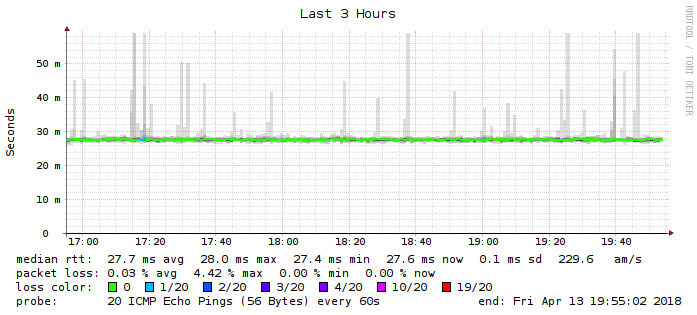 Last 3 Hours
RRDTOOL / TOBI OETIKER
Seconds
50 m
40 m
30 m
20 m
10 m
0
17:00 17:20 17:40 18:00 18:20 18:40 19:00 19:20 19:40
median rtt: 27.7 ms avg 28.0 ms max 27.4 ms min 27.6 ms now 0.1 ms sd 229.6 am/s
packet loss: 0.03 % avg 4.42 % max 0.00 % min 0.00 % now
loss color: 0 1/20 2/20 3/20 4/20 10/20 19/20
probe: 20 ICMP Echo Pings (56 Bytes) every 60s end: Fri Apr 13 19:55:02 2018